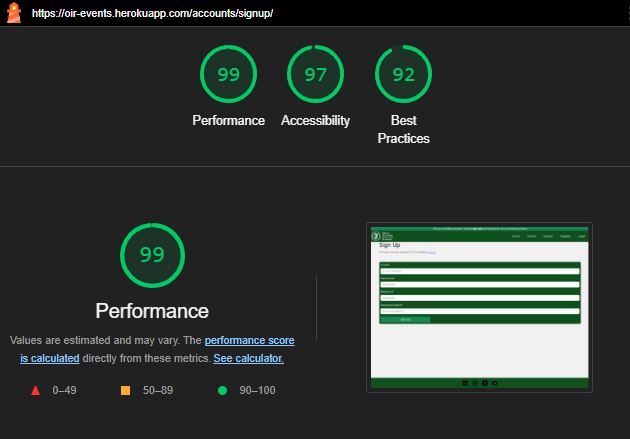 https://oir-events.herokuapp.com/accounts/signup/
99
97
92
Performance
Accessibility
Best
Practices
99
Performance
Values are estimated and may vary. The performance score
is calculated directly from these metrics. See calculator.
0–49
50–89
90–100
Sign Up